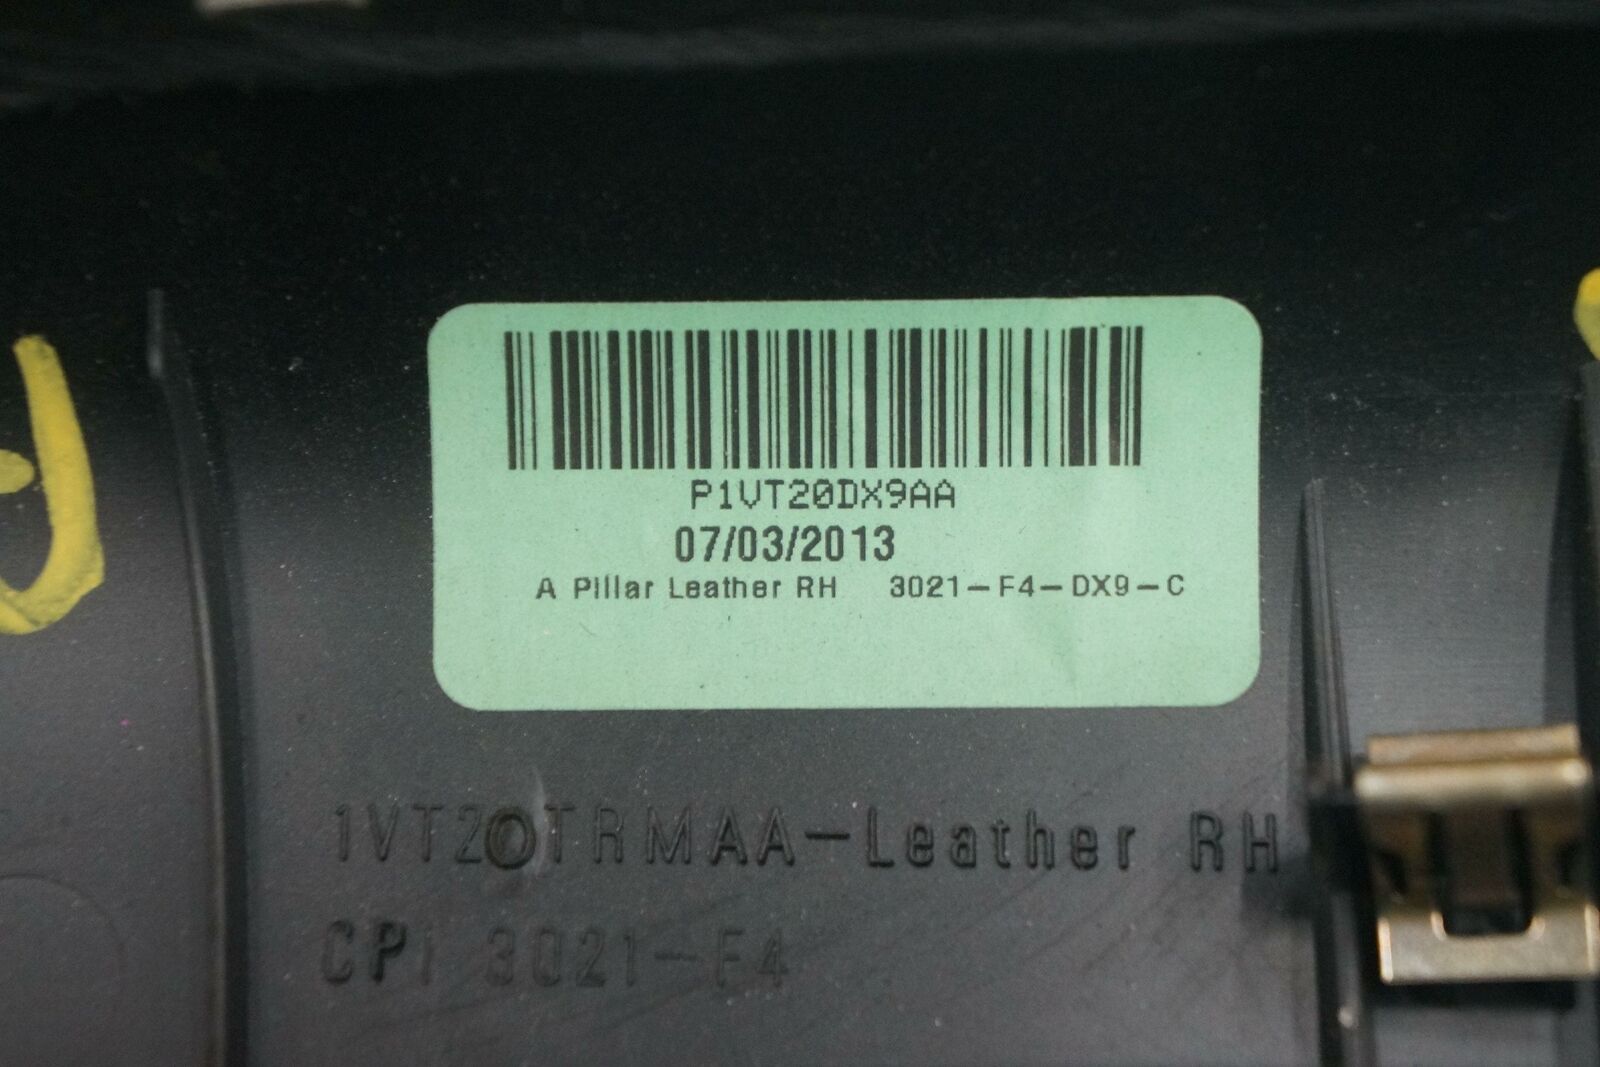 P1VT20DX9AA
07/03/2013
A Pillar Leather RH 3021-F4-DX9-C
1VT20TRMAA-Leather RH
CPI 3021-F4